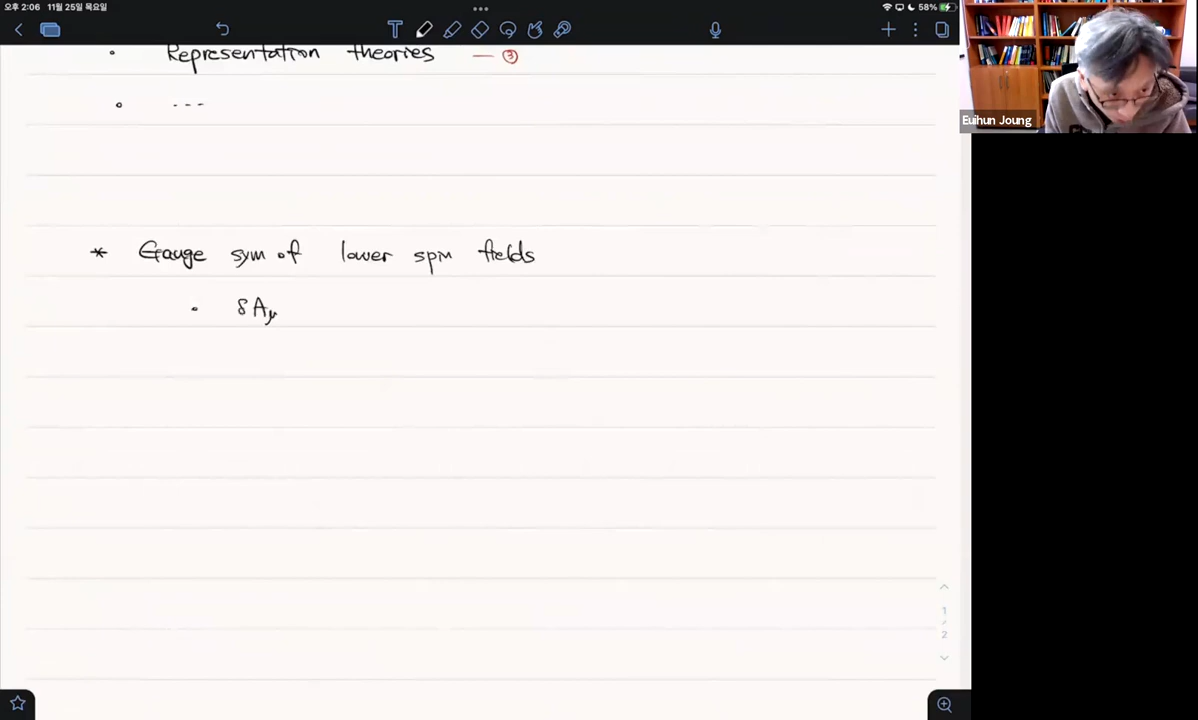 오후 2:06 11월 25일 목요일
58%
Representation theories — ③
Euihun Joung
∘ ---
* Gauge sym of lower spin fields
• δA_μ
1
/
2